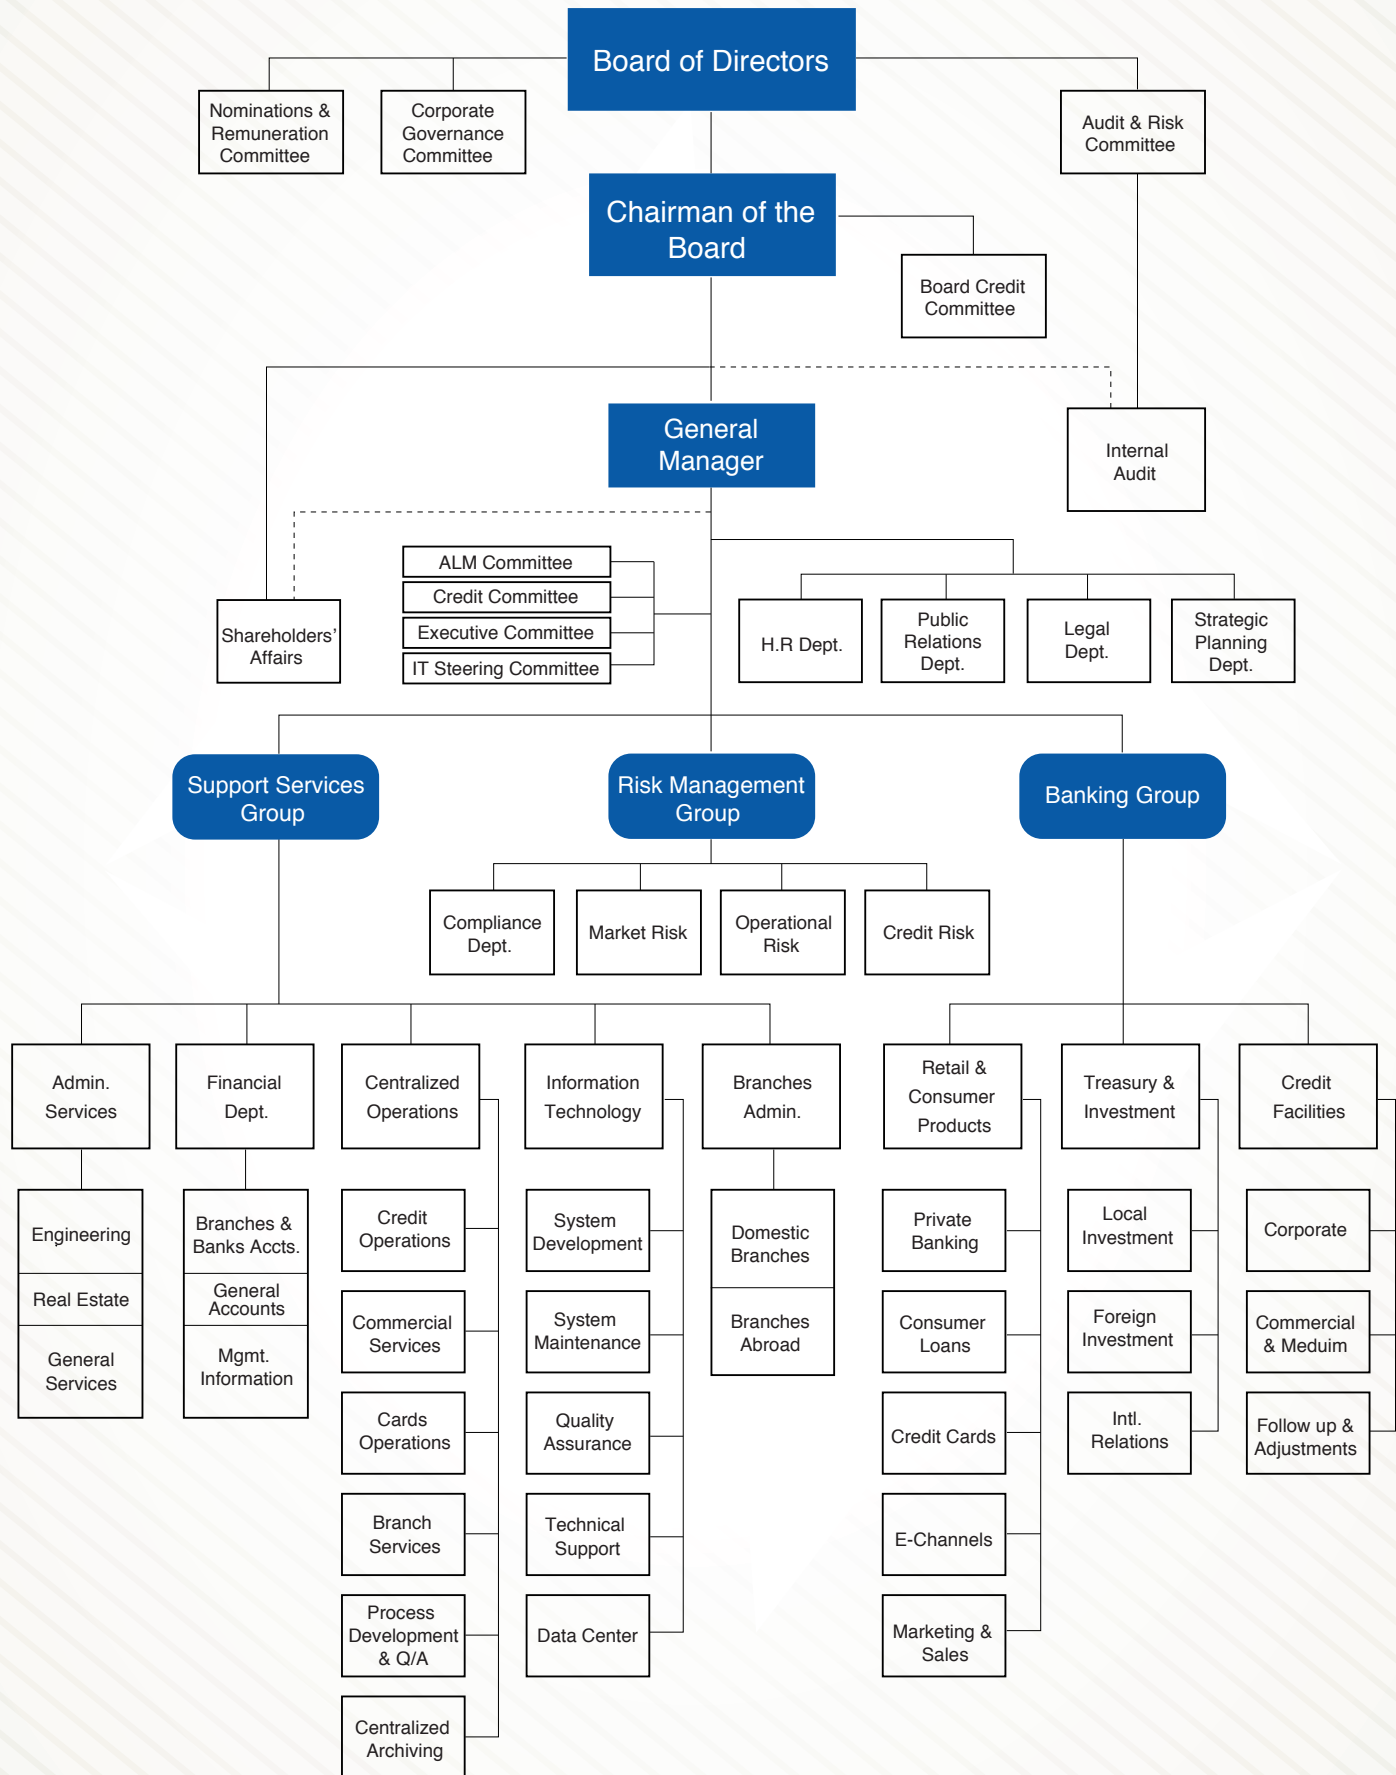 Board of Directors
Nominations &
Remuneration
Committee
Corporate
Governance
Committee
Audit & Risk
Committee
Chairman of the
Board
Board Credit
Committee
General
Manager
Internal
Audit
ALM Committee
Credit Committee
Executive Committee
IT Steering Committee
Shareholders’
Affairs
H.R Dept.
Public
Relations
Dept.
Legal
Dept.
Strategic
Planning
Dept.
Support Services
Group
Risk Management
Group
Banking Group
Compliance
Dept.
Market Risk
Operational
Risk
Credit Risk
Admin.
Services
Financial
Dept.
Centralized
Operations
Information
Technology
Branches
Admin.
Retail &
Consumer
Products
Treasury &
Investment
Credit
Facilities
Engineering
Real Estate
General
Services
Branches &
Banks Accts.
General
Accounts
Mgmt.
Information
Credit
Operations
Commercial
Services
Cards
Operations
Branch
Services
Process
Development
& Q/A
Centralized
Archiving
System
Development
System
Maintenance
Quality
Assurance
Technical
Support
Data Center
Domestic
Branches
Branches
Abroad
Private
Banking
Consumer
Loans
Credit Cards
E-Channels
Marketing &
Sales
Local
Investment
Foreign
Investment
Intl.
Relations
Corporate
Commercial
& Meduim
Follow up &
Adjustments